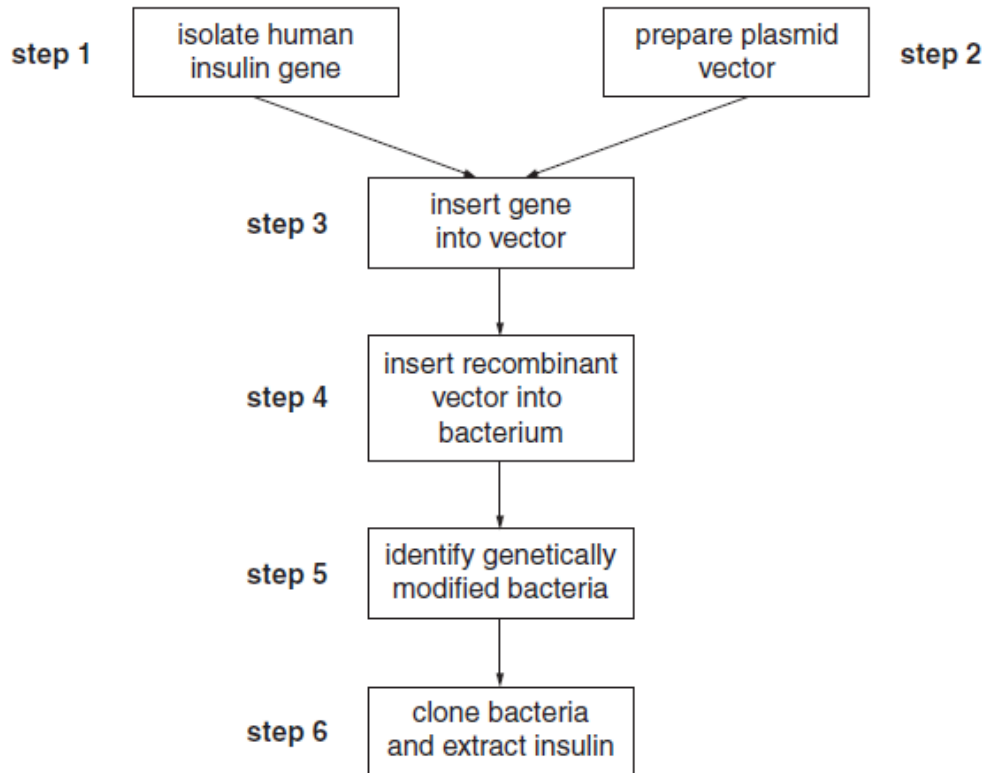 step 1
isolate human
insulin gene
prepare plasmid
vector
step 2
step 3
insert gene
into vector
step 4
insert recombinant
vector into
bacterium
step 5
identify genetically
modified bacteria
step 6
clone bacteria
and extract insulin